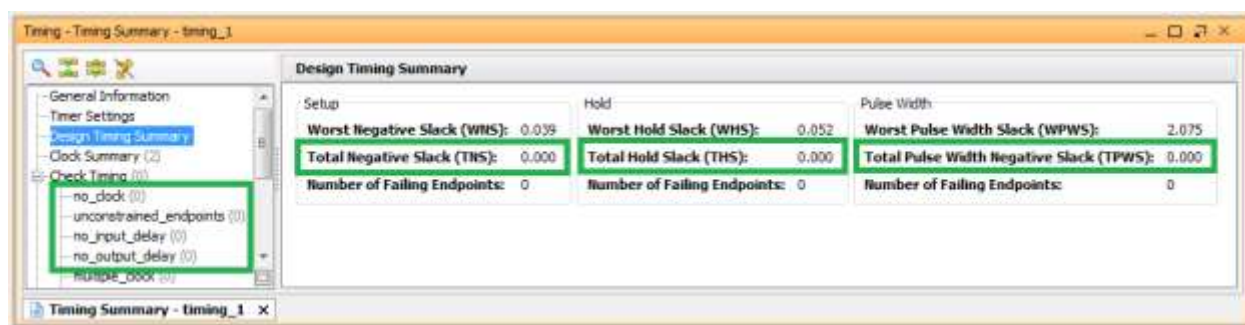 Timing - Timing Summary - timing_1
General Information
Timer Settings
Design Timing Summary
Clock Summary (2)
Check Timing (0)
no_clock (0)
unconstrained_endpoints (0)
no_input_delay (0)
no_output_delay (0)
multiple_clock (0)
Design Timing Summary
Setup
Worst Negative Slack (WNS): 0.039
Total Negative Slack (TNS): 0.000
Number of Failing Endpoints: 0
Hold
Worst Hold Slack (WHS): 0.052
Total Hold Slack (THS): 0.000
Number of Failing Endpoints: 0
Pulse Width
Worst Pulse Width Slack (WPWS): 2.075
Total Pulse Width Negative Slack (TPWS): 0.000
Number of Failing Endpoints: 0
Timing Summary - timing_1